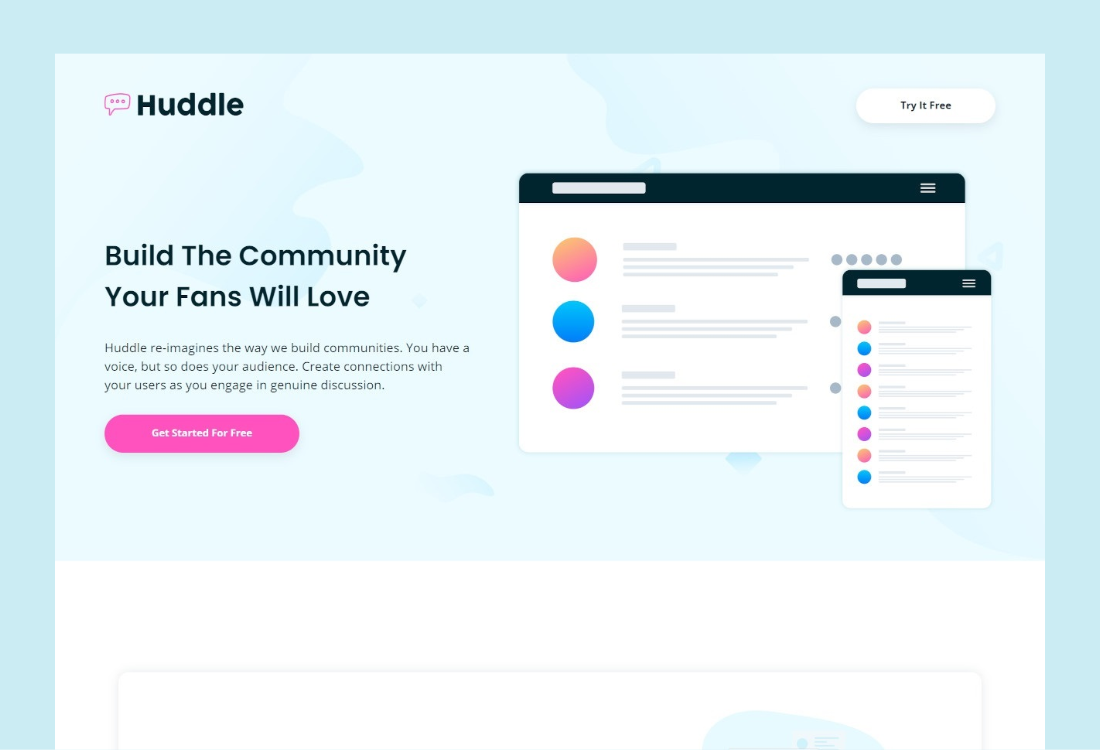 Huddle
Try It Free
Build The Community
Your Fans Will Love
Huddle re-imagines the way we build communities. You have a
voice, but so does your audience. Create connections with
your users as you engage in genuine discussion.
Get Started For Free